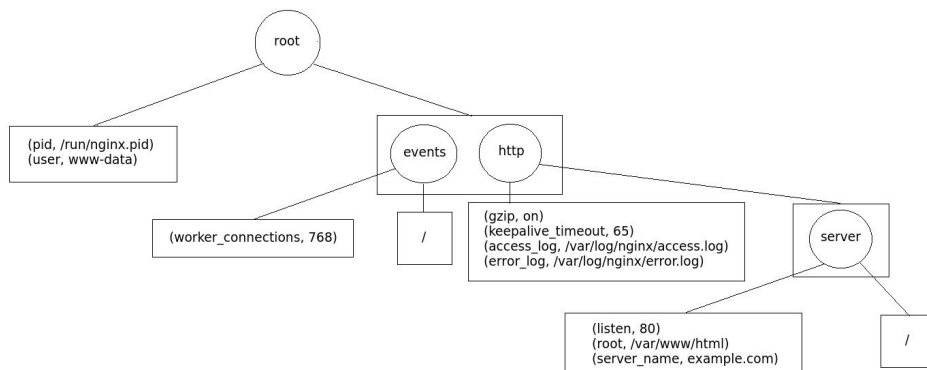 root
(pid, /run/nginx.pid)
(user, www-data)
events
http
(worker_connections, 768)
/
(gzip, on)
(keepalive_timeout, 65)
(access_log, /var/log/nginx/access.log)
(error_log, /var/log/nginx/error.log)
server
(listen, 80)
(root, /var/www/html)
(server_name, example.com)
/